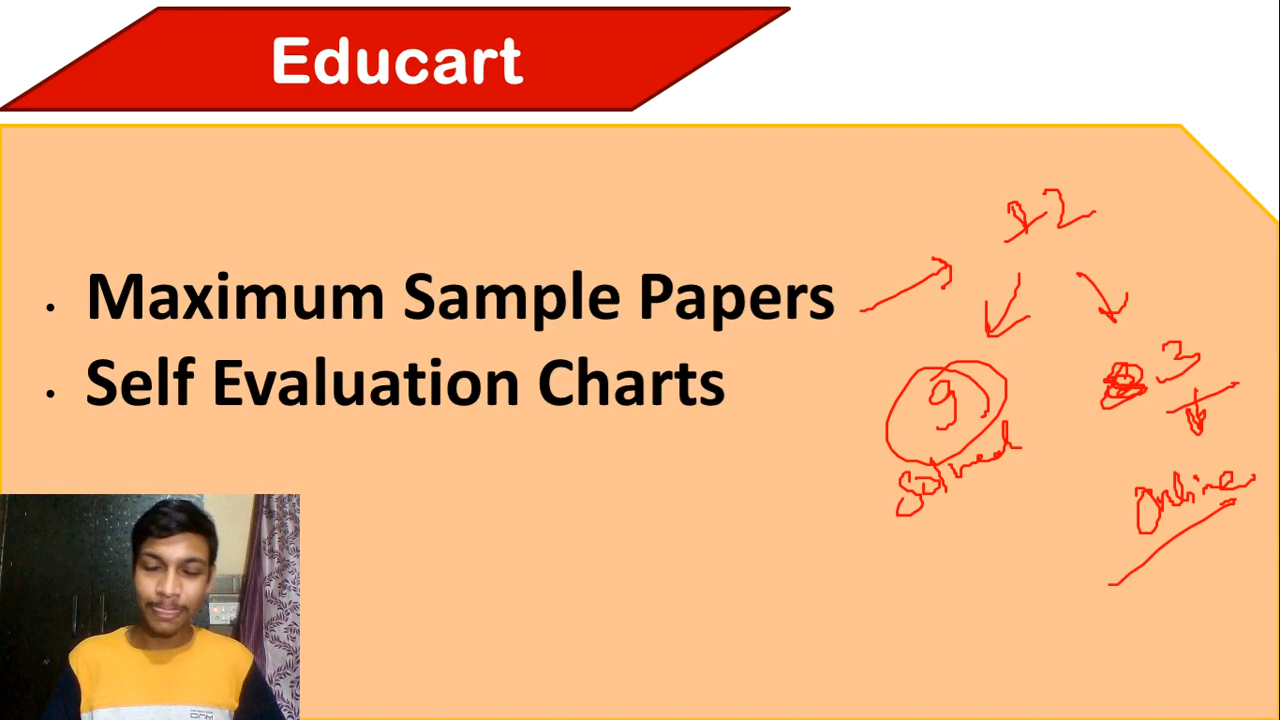 Educart
Maximum Sample Papers
Self Evaluation Charts
12
9
3
Solved
Online